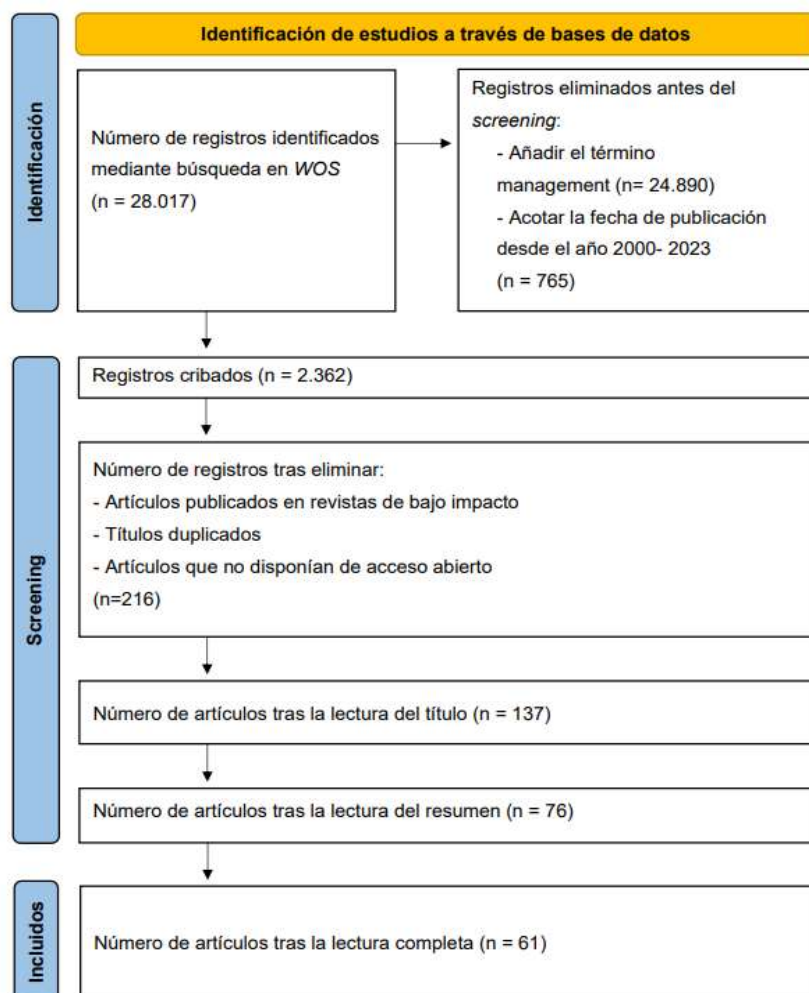 Identificación de estudios a través de bases de datos
Identificación
Número de registros identificados
mediante búsqueda en WOS
(n = 28.017)
Registros eliminados antes del
screening:
- Añadir el término
management (n= 24.890)
- Acotar la fecha de publicación
desde el año 2000- 2023
(n = 765)
Screening
Registros cribados (n = 2.362)
Número de registros tras eliminar:
- Artículos publicados en revistas de bajo impacto
- Títulos duplicados
- Artículos que no disponían de acceso abierto
(n=216)
Número de artículos tras la lectura del título (n = 137)
Número de artículos tras la lectura del resumen (n = 76)
Incluidos
Número de artículos tras la lectura completa (n = 61)